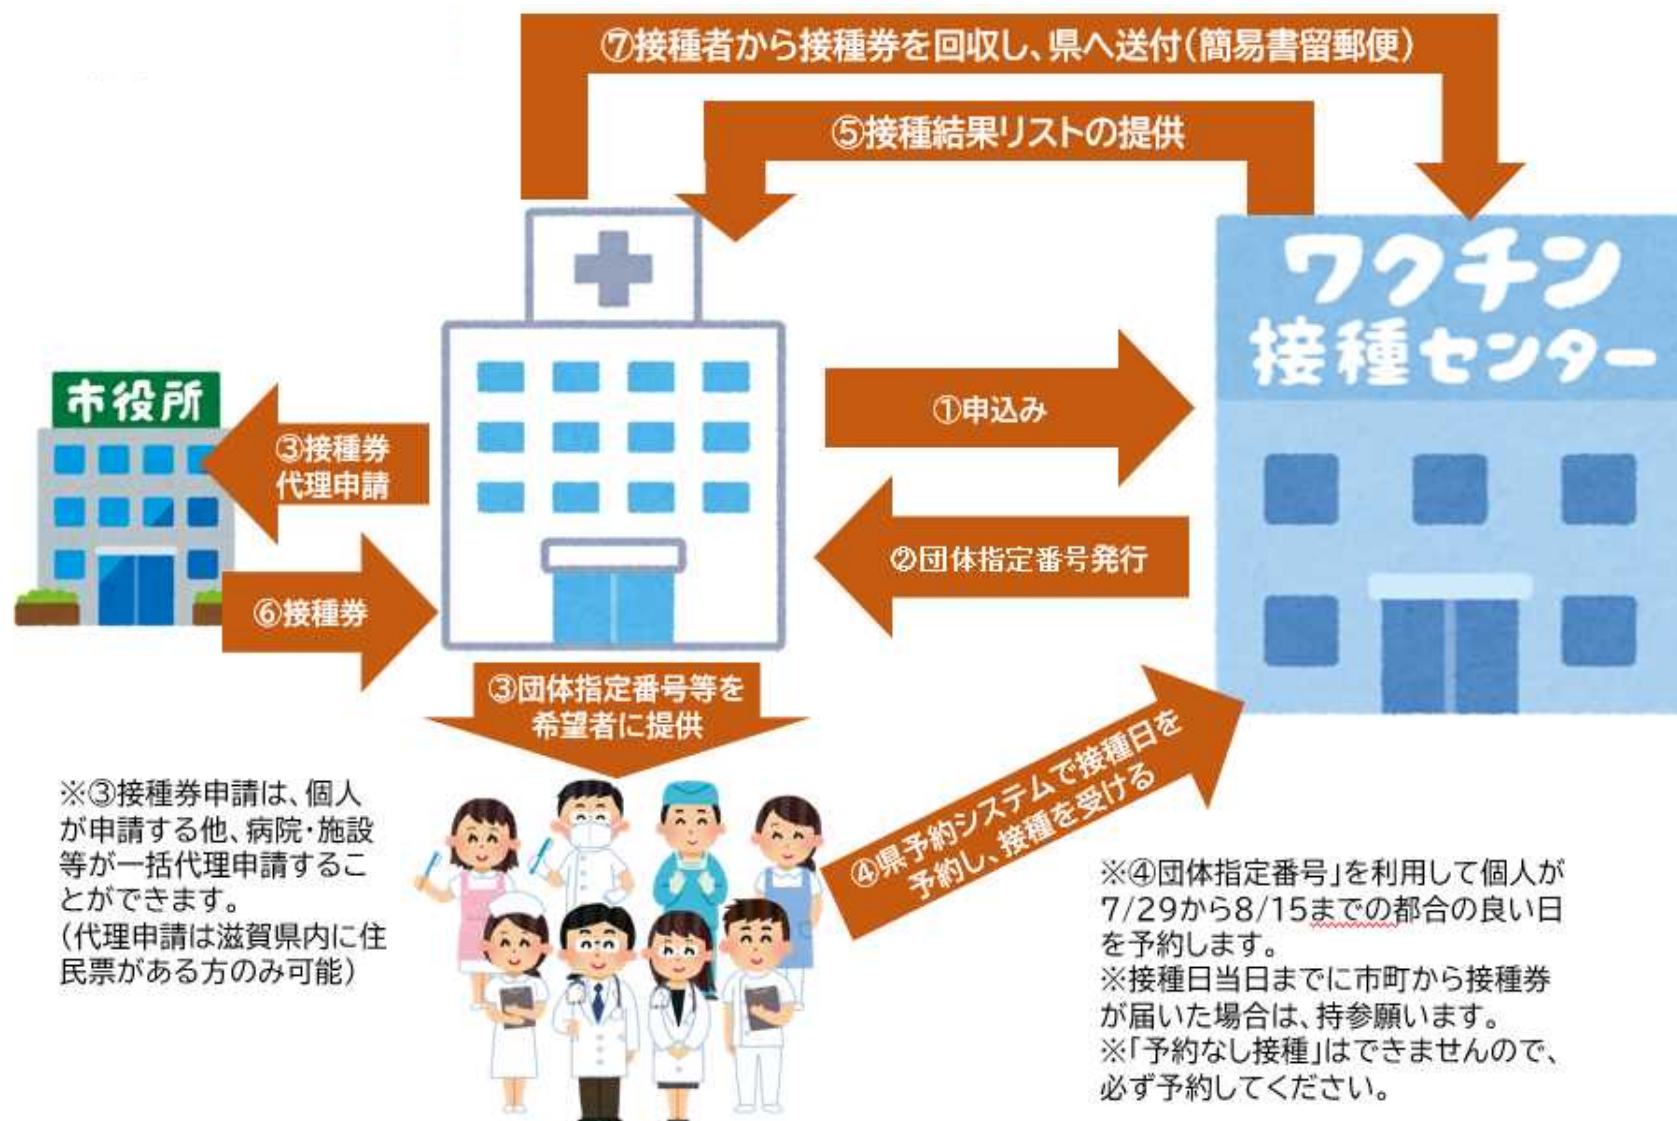 ⑦接種者から接種券を回収し、県へ送付(簡易書留郵便)
⑤接種結果リストの提供
ワクチン
接種センター
市役所
③接種券
代理申請
①申込み
②団体指定番号発行
⑥接種券
③団体指定番号等を
希望者に提供
④県予約システムで接種日を
予約し、接種を受ける
※③接種券申請は、個人
が申請する他、病院・施設
等が一括代理申請するこ
とができます。
(代理申請は滋賀県内に住
民票がある方のみ可能)
※④団体指定番号」を利用して個人が
7/29から8/15までの都合の良い日
を予約します。
※接種日当日までに市町から接種券
が届いた場合は、持参願います。
※「予約なし接種」はできませんので、
必ず予約してください。